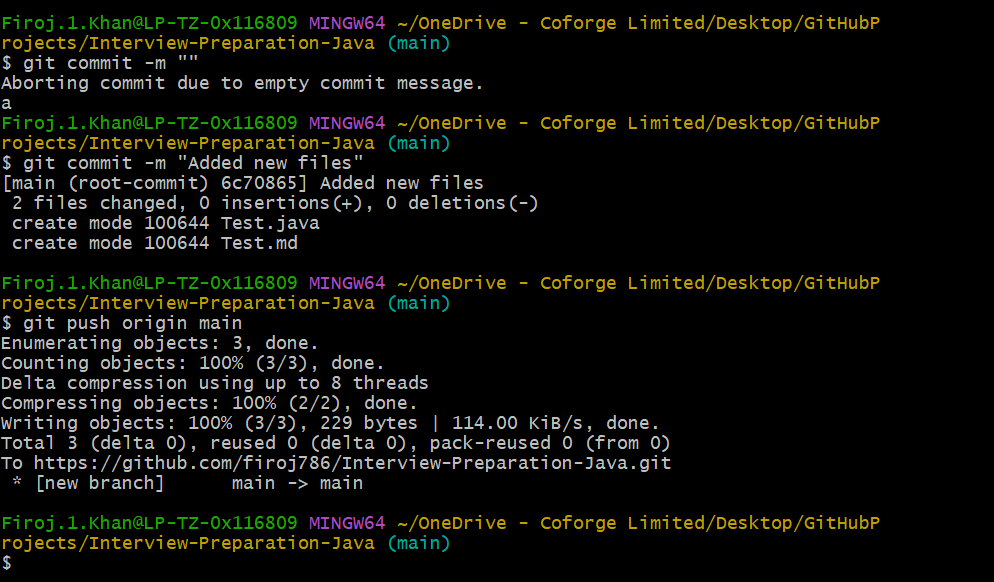 Firoj.1.Khan@LP-TZ-0x116809 MINGW64 ~/OneDrive - Coforge Limited/Desktop/GitHubP
rojects/Interview-Preparation-Java (main)
$ git commit -m ""
Aborting commit due to empty commit message.
a
Firoj.1.Khan@LP-TZ-0x116809 MINGW64 ~/OneDrive - Coforge Limited/Desktop/GitHubP
rojects/Interview-Preparation-Java (main)
$ git commit -m "Added new files"
[main (root-commit) 6c70865] Added new files
 2 files changed, 0 insertions(+), 0 deletions(-)
 create mode 100644 Test.java
 create mode 100644 Test.md

Firoj.1.Khan@LP-TZ-0x116809 MINGW64 ~/OneDrive - Coforge Limited/Desktop/GitHubP
rojects/Interview-Preparation-Java (main)
$ git push origin main
Enumerating objects: 3, done.
Counting objects: 100% (3/3), done.
Delta compression using up to 8 threads
Compressing objects: 100% (2/2), done.
Writing objects: 100% (3/3), 229 bytes | 114.00 KiB/s, done.
Total 3 (delta 0), reused 0 (delta 0), pack-reused 0 (from 0)
To https://github.com/firoj786/Interview-Preparation-Java.git
 * [new branch]      main -> main

Firoj.1.Khan@LP-TZ-0x116809 MINGW64 ~/OneDrive - Coforge Limited/Desktop/GitHubP
rojects/Interview-Preparation-Java (main)
$